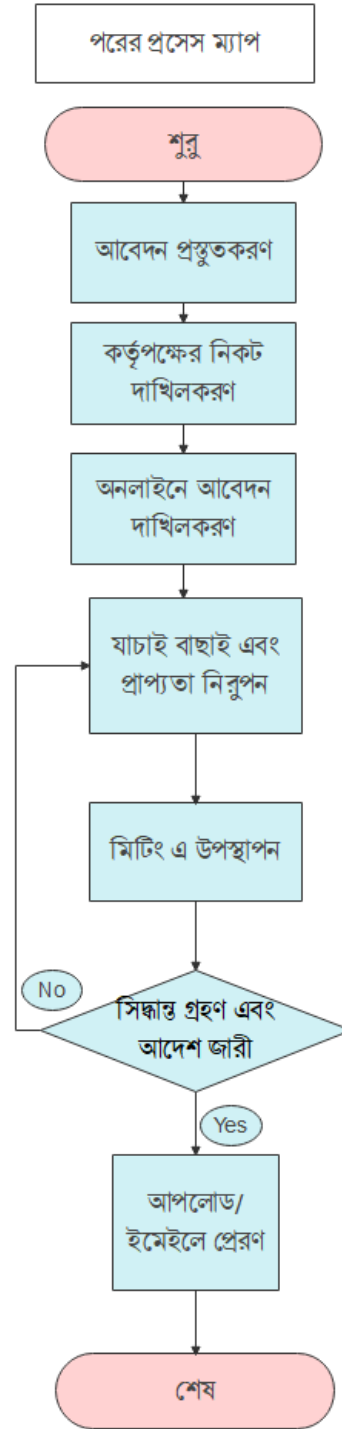 পরের প্রসেস ম্যাপ
শুরু
আবেদন প্রস্তুতকরণ
কর্তৃপক্ষের নিকট
দাখিলকরণ
অনলাইনে আবেদন
দাখিলকরণ
যাচাই বাছাই এবং
প্রাপ্যতা নিরুপন
মিটিং এ উপস্থাপন
No
সিদ্ধান্ত গ্রহণ এবং
আদেশ জারী
Yes
আপলোড/
ইমেইলে প্রেরণ
শেষ